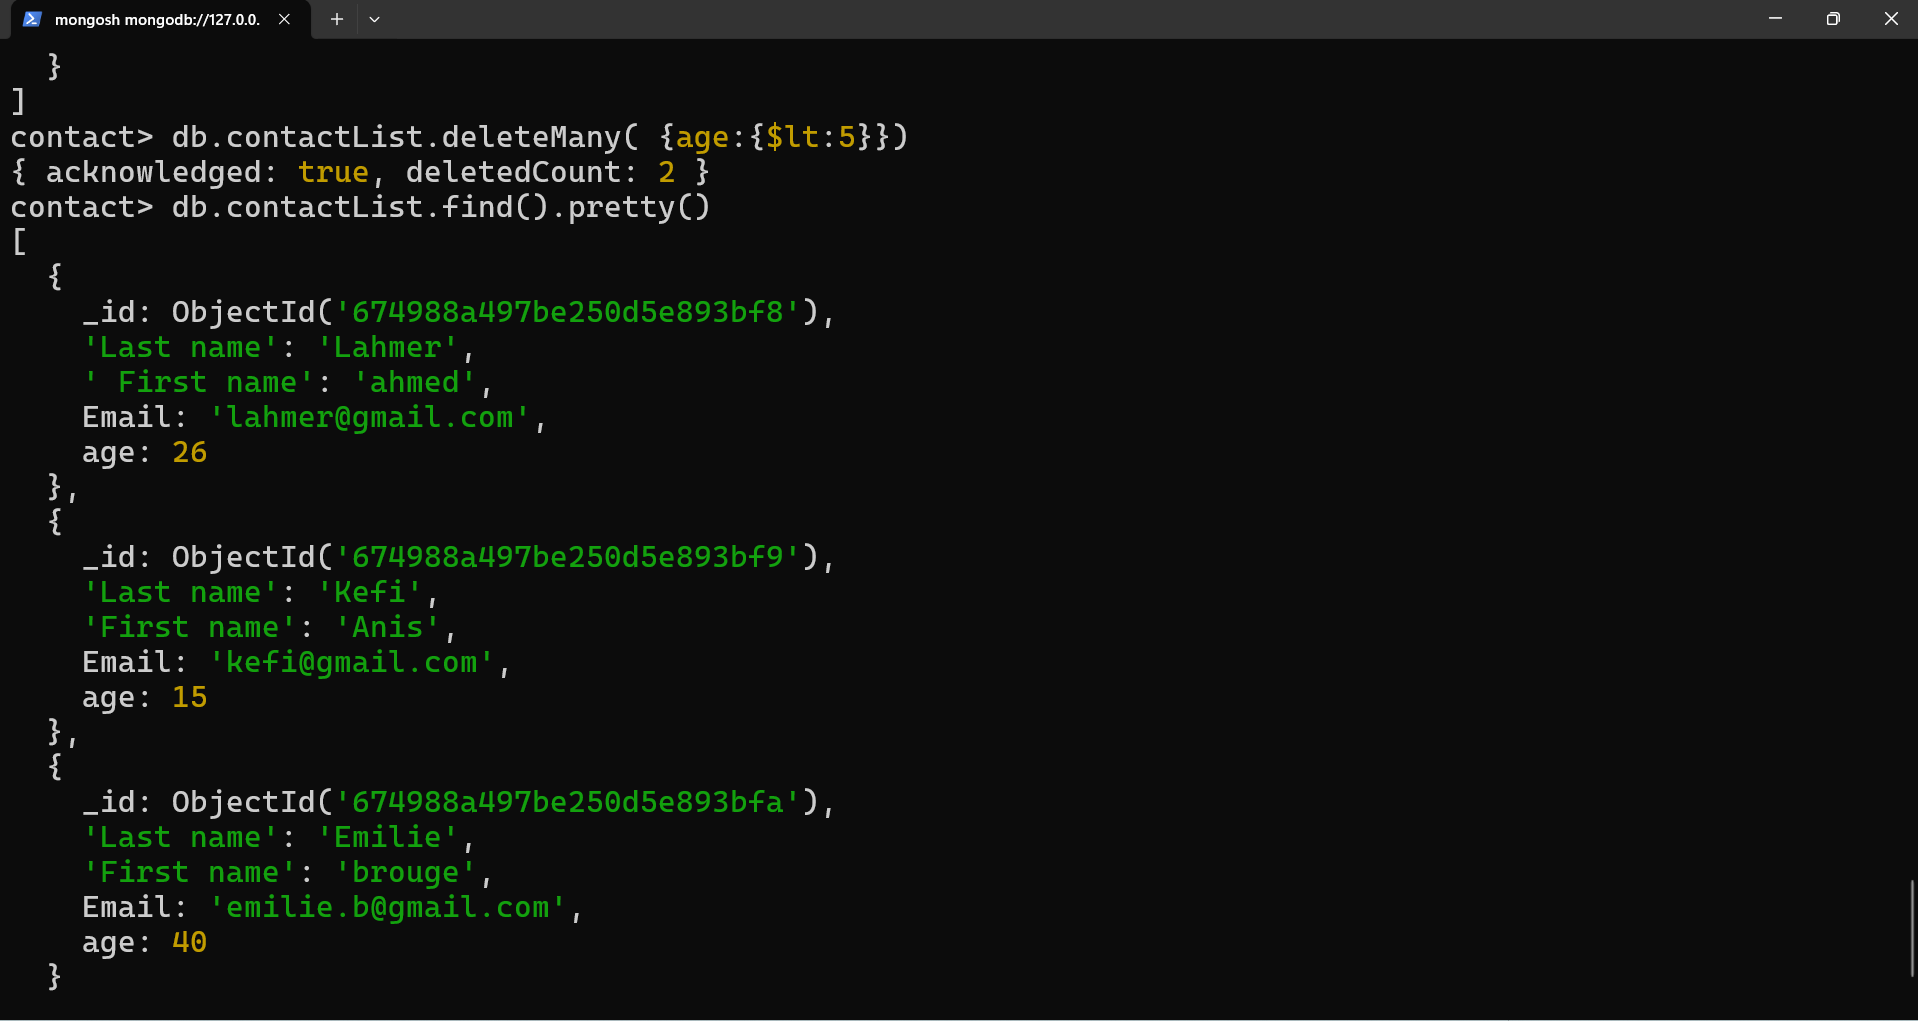 mongosh mongodb://127.0.0.
  }
]
contact> db.contactList.deleteMany( {age:{$lt:5}})
{ acknowledged: true, deletedCount: 2 }
contact> db.contactList.find().pretty()
[
  {
    _id: ObjectId('674988a497be250d5e893bf8'),
    'Last name': 'Lahmer',
    ' First name': 'ahmed',
    Email: 'lahmer@gmail.com',
    age: 26
  },
  {
    _id: ObjectId('674988a497be250d5e893bf9'),
    'Last name': 'Kefi',
    'First name': 'Anis',
    Email: 'kefi@gmail.com',
    age: 15
  },
  {
    _id: ObjectId('674988a497be250d5e893bfa'),
    'Last name': 'Emilie',
    'First name': 'brouge',
    Email: 'emilie.b@gmail.com',
    age: 40
  }